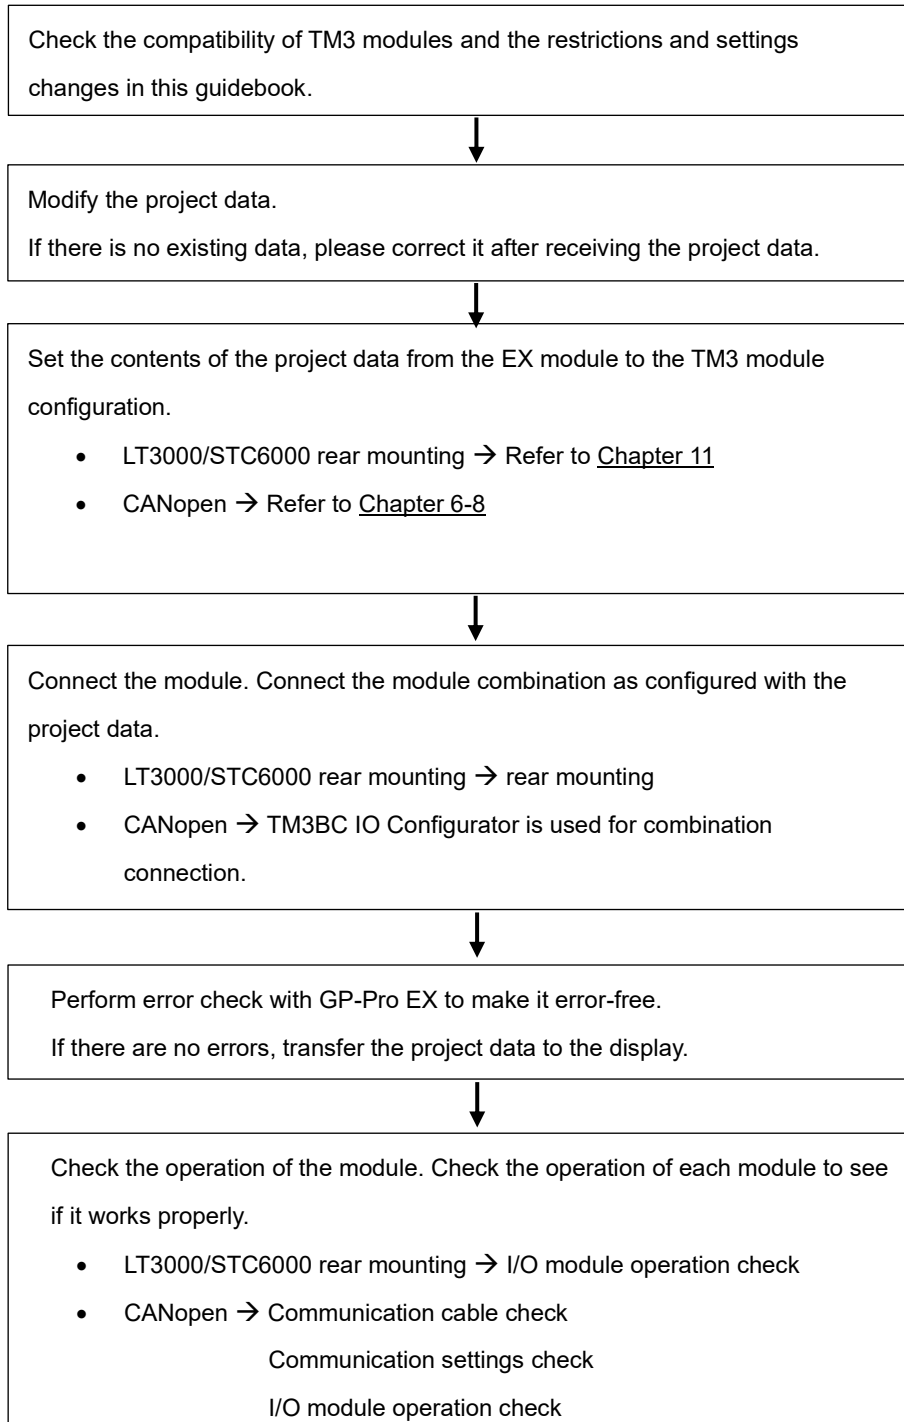 Check the compatibility of TM3 modules and the restrictions and settings
changes in this guidebook.
Modify the project data.
If there is no existing data, please correct it after receiving the project data.
Set the contents of the project data from the EX module to the TM3 module
configuration.
• LT3000/STC6000 rear mounting → Refer to Chapter 11
• CANopen → Refer to Chapter 6-8
Connect the module. Connect the module combination as configured with the
project data.
• LT3000/STC6000 rear mounting → rear mounting
• CANopen → TM3BC IO Configurator is used for combination
connection.
Perform error check with GP-Pro EX to make it error-free.
If there are no errors, transfer the project data to the display.
Check the operation of the module. Check the operation of each module to see
if it works properly.
• LT3000/STC6000 rear mounting → I/O module operation check
• CANopen → Communication cable check
Communication settings check
I/O module operation check